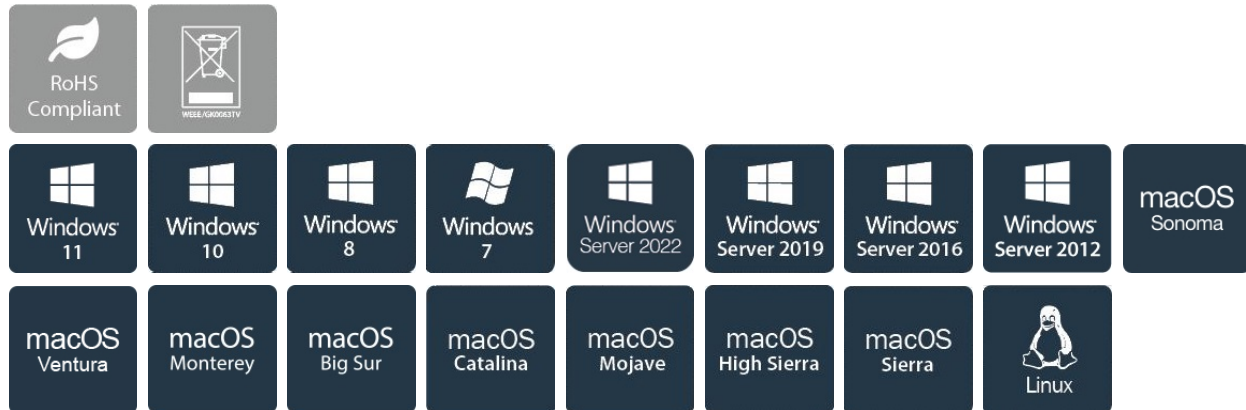 RoHS
Compliant
WEEE/GK0063TV
Windows
11
Windows
10
Windows
8
Windows
7
Windows
Server 2022
Windows
Server 2019
Windows
Server 2016
Windows
Server 2012
macOS
Sonoma
macOS
Ventura
macOS
Monterey
macOS
Big Sur
macOS
Catalina
macOS
Mojave
macOS
High Sierra
macOS
Sierra
Linux